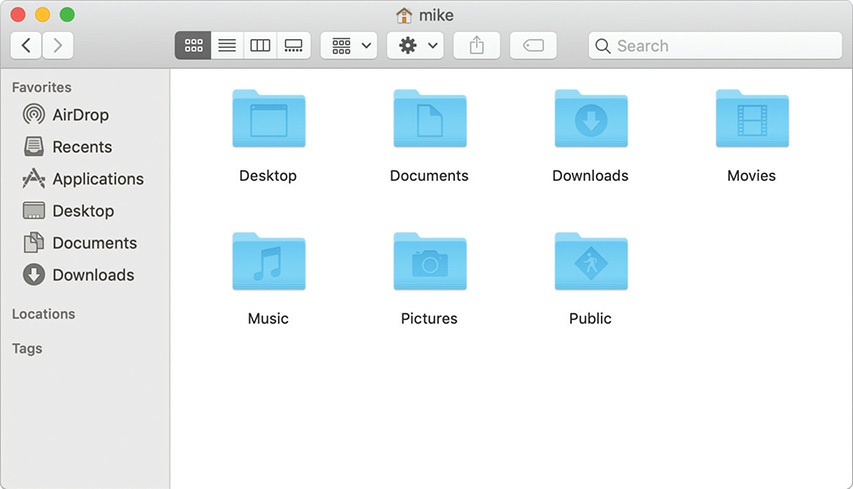 mike
Search
Favorites
AirDrop
Recents
Applications
Desktop
Documents
Downloads
Locations
Tags
Desktop Documents Downloads Movies
Music Pictures Public